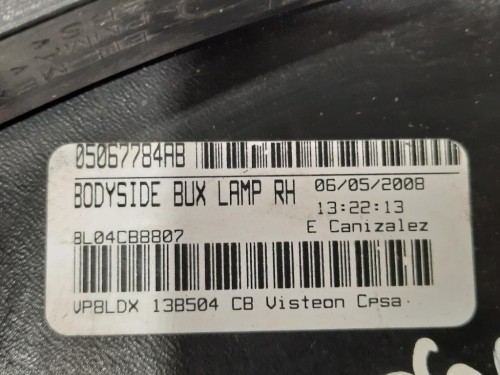 05067784AB
BODYSIDE BUX LAMP RH 06/05/2008
13:22:13
8L04CB8807 E Canizalez
VP8LDX 13B504 CB Visteon Cpsa.